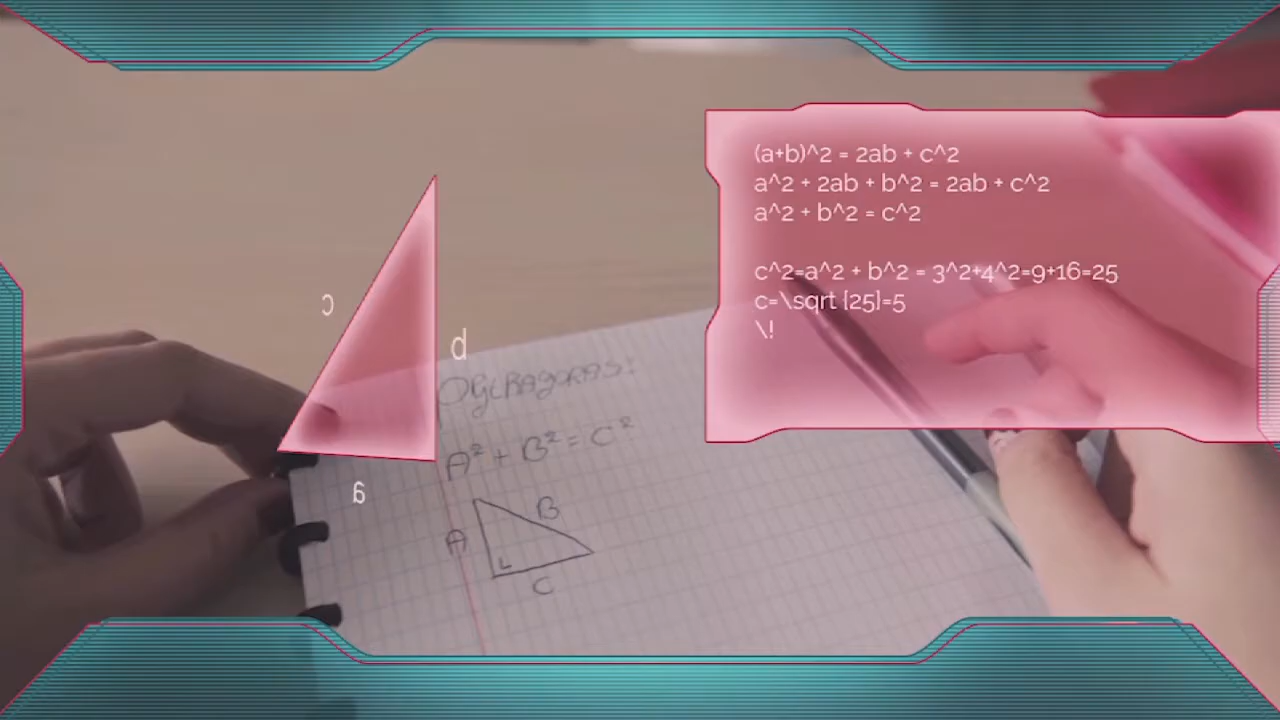 (a+b)^2 = 2ab + c^2
a^2 + 2ab + b^2 = 2ab + c^2
a^2 + b^2 = c^2
c^2=a^2 + b^2 = 3^2+4^2=9+16=25
c=\sqrt {25}=5
\!
c
b
a
Pythagoras:
A² + B² = C²
B
A
C